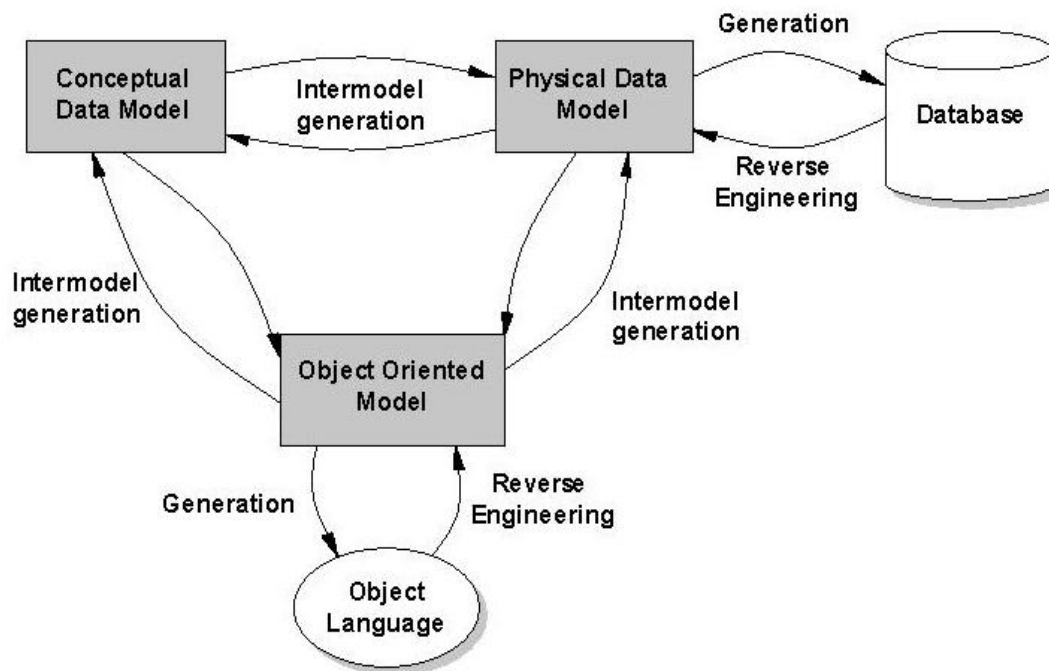 Generation
Conceptual
Data Model
Intermodel
generation
Physical Data
Model
Database
Reverse
Engineering
Intermodel
generation
Intermodel
generation
Object Oriented
Model
Generation
Reverse
Engineering
Object
Language